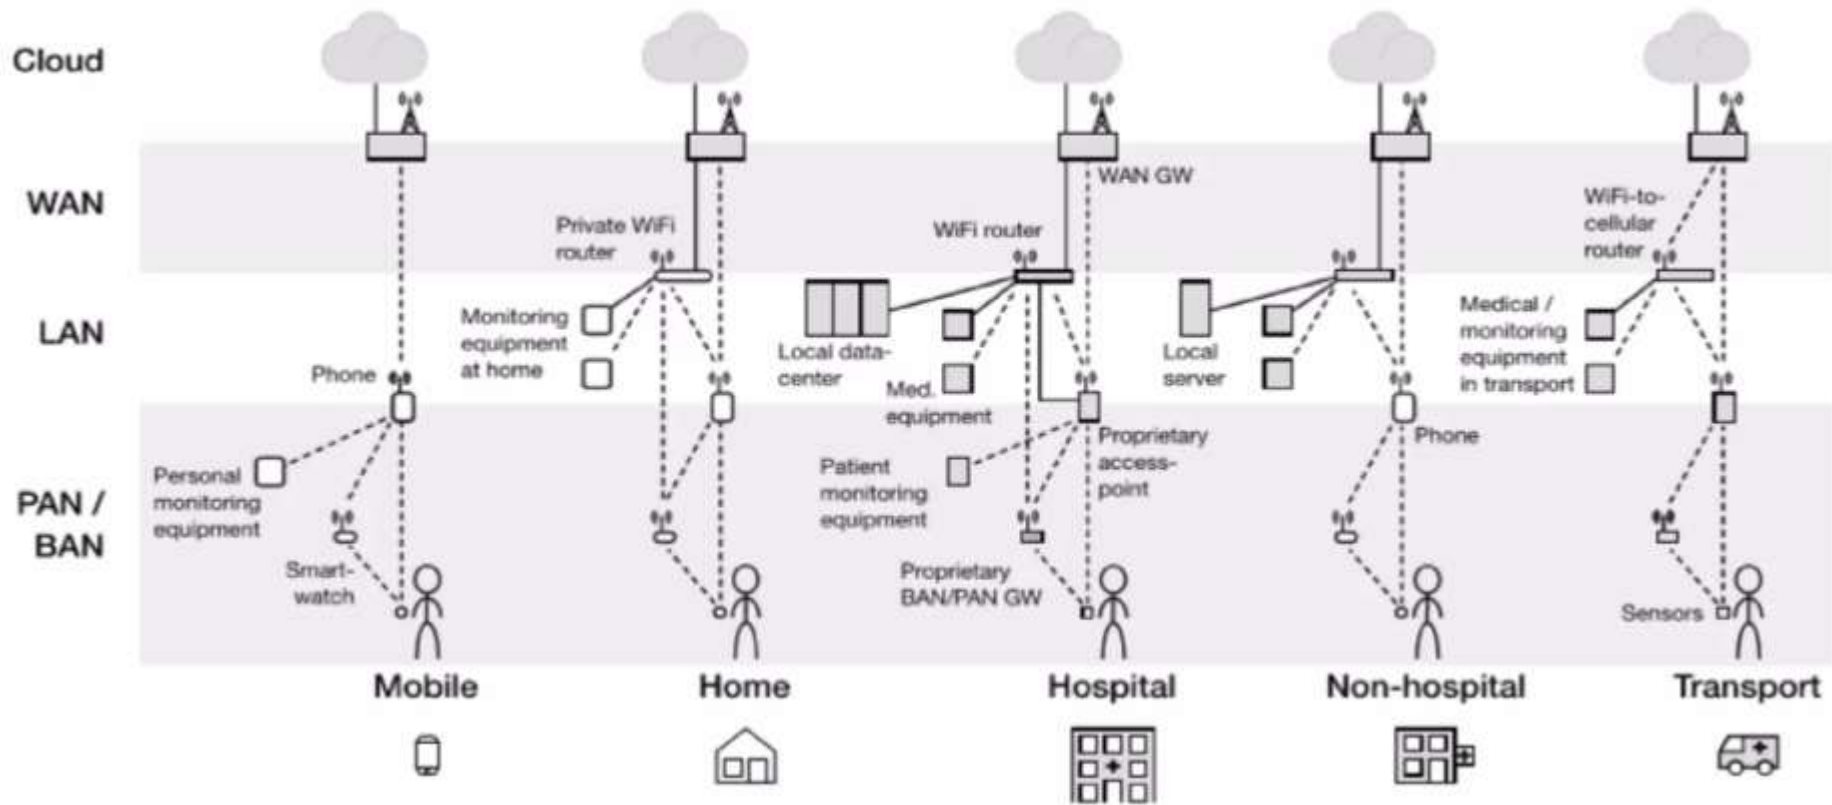 Cloud
WAN
WAN GW
WiFi-to-
cellular
router
Private WiFi
router
WiFi router
LAN
Monitoring
equipment
at home
Phone
Local data-
center
Med.
equipment
Local
server
Medical /
monitoring
equipment
in transport
PAN /
BAN
Personal
monitoring
equipment
Smart-
watch
Patient
monitoring
equipment
Proprietary
access-
point
Proprietary
BAN/PAN GW
Phone
Sensors
Mobile
Home
Hospital
Non-hospital
Transport